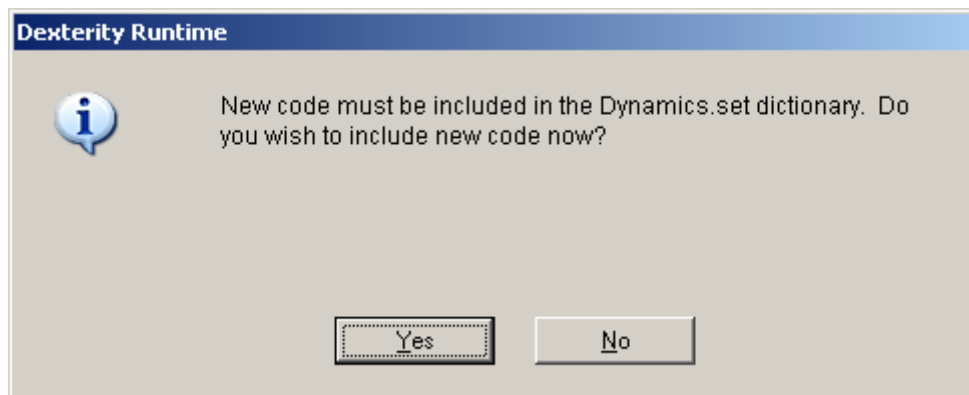 Dexterity Runtime
New code must be included in the Dynamics.set dictionary.  Do
you wish to include new code now?
Yes
No